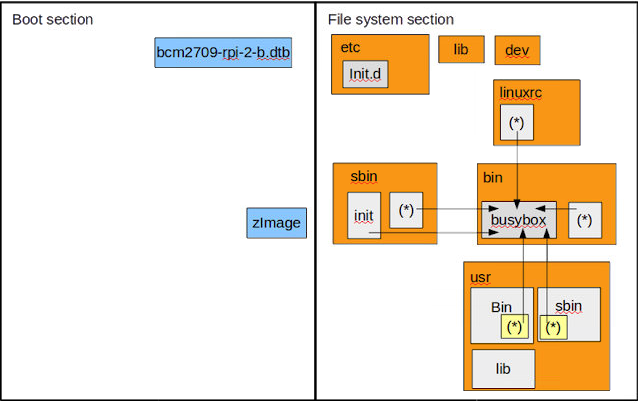 Boot section
bcm2709-rpi-2-b.dtb
zImage
File system section
etc
Init.d
lib
dev
linuxrc
(*)
sbin
init
(*)
bin
busybox
(*)
usr
Bin
(*)
sbin
(*)
lib